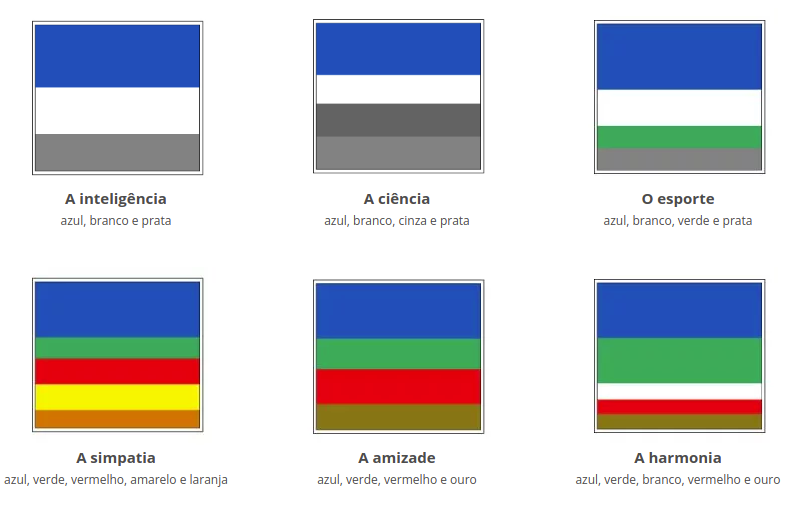 A inteligência
azul, branco e prata
A ciência
azul, branco, cinza e prata
O esporte
azul, branco, verde e prata
A simpatia
azul, verde, vermelho, amarelo e laranja
A amizade
azul, verde, vermelho e ouro
A harmonia
azul, verde, branco, vermelho e ouro